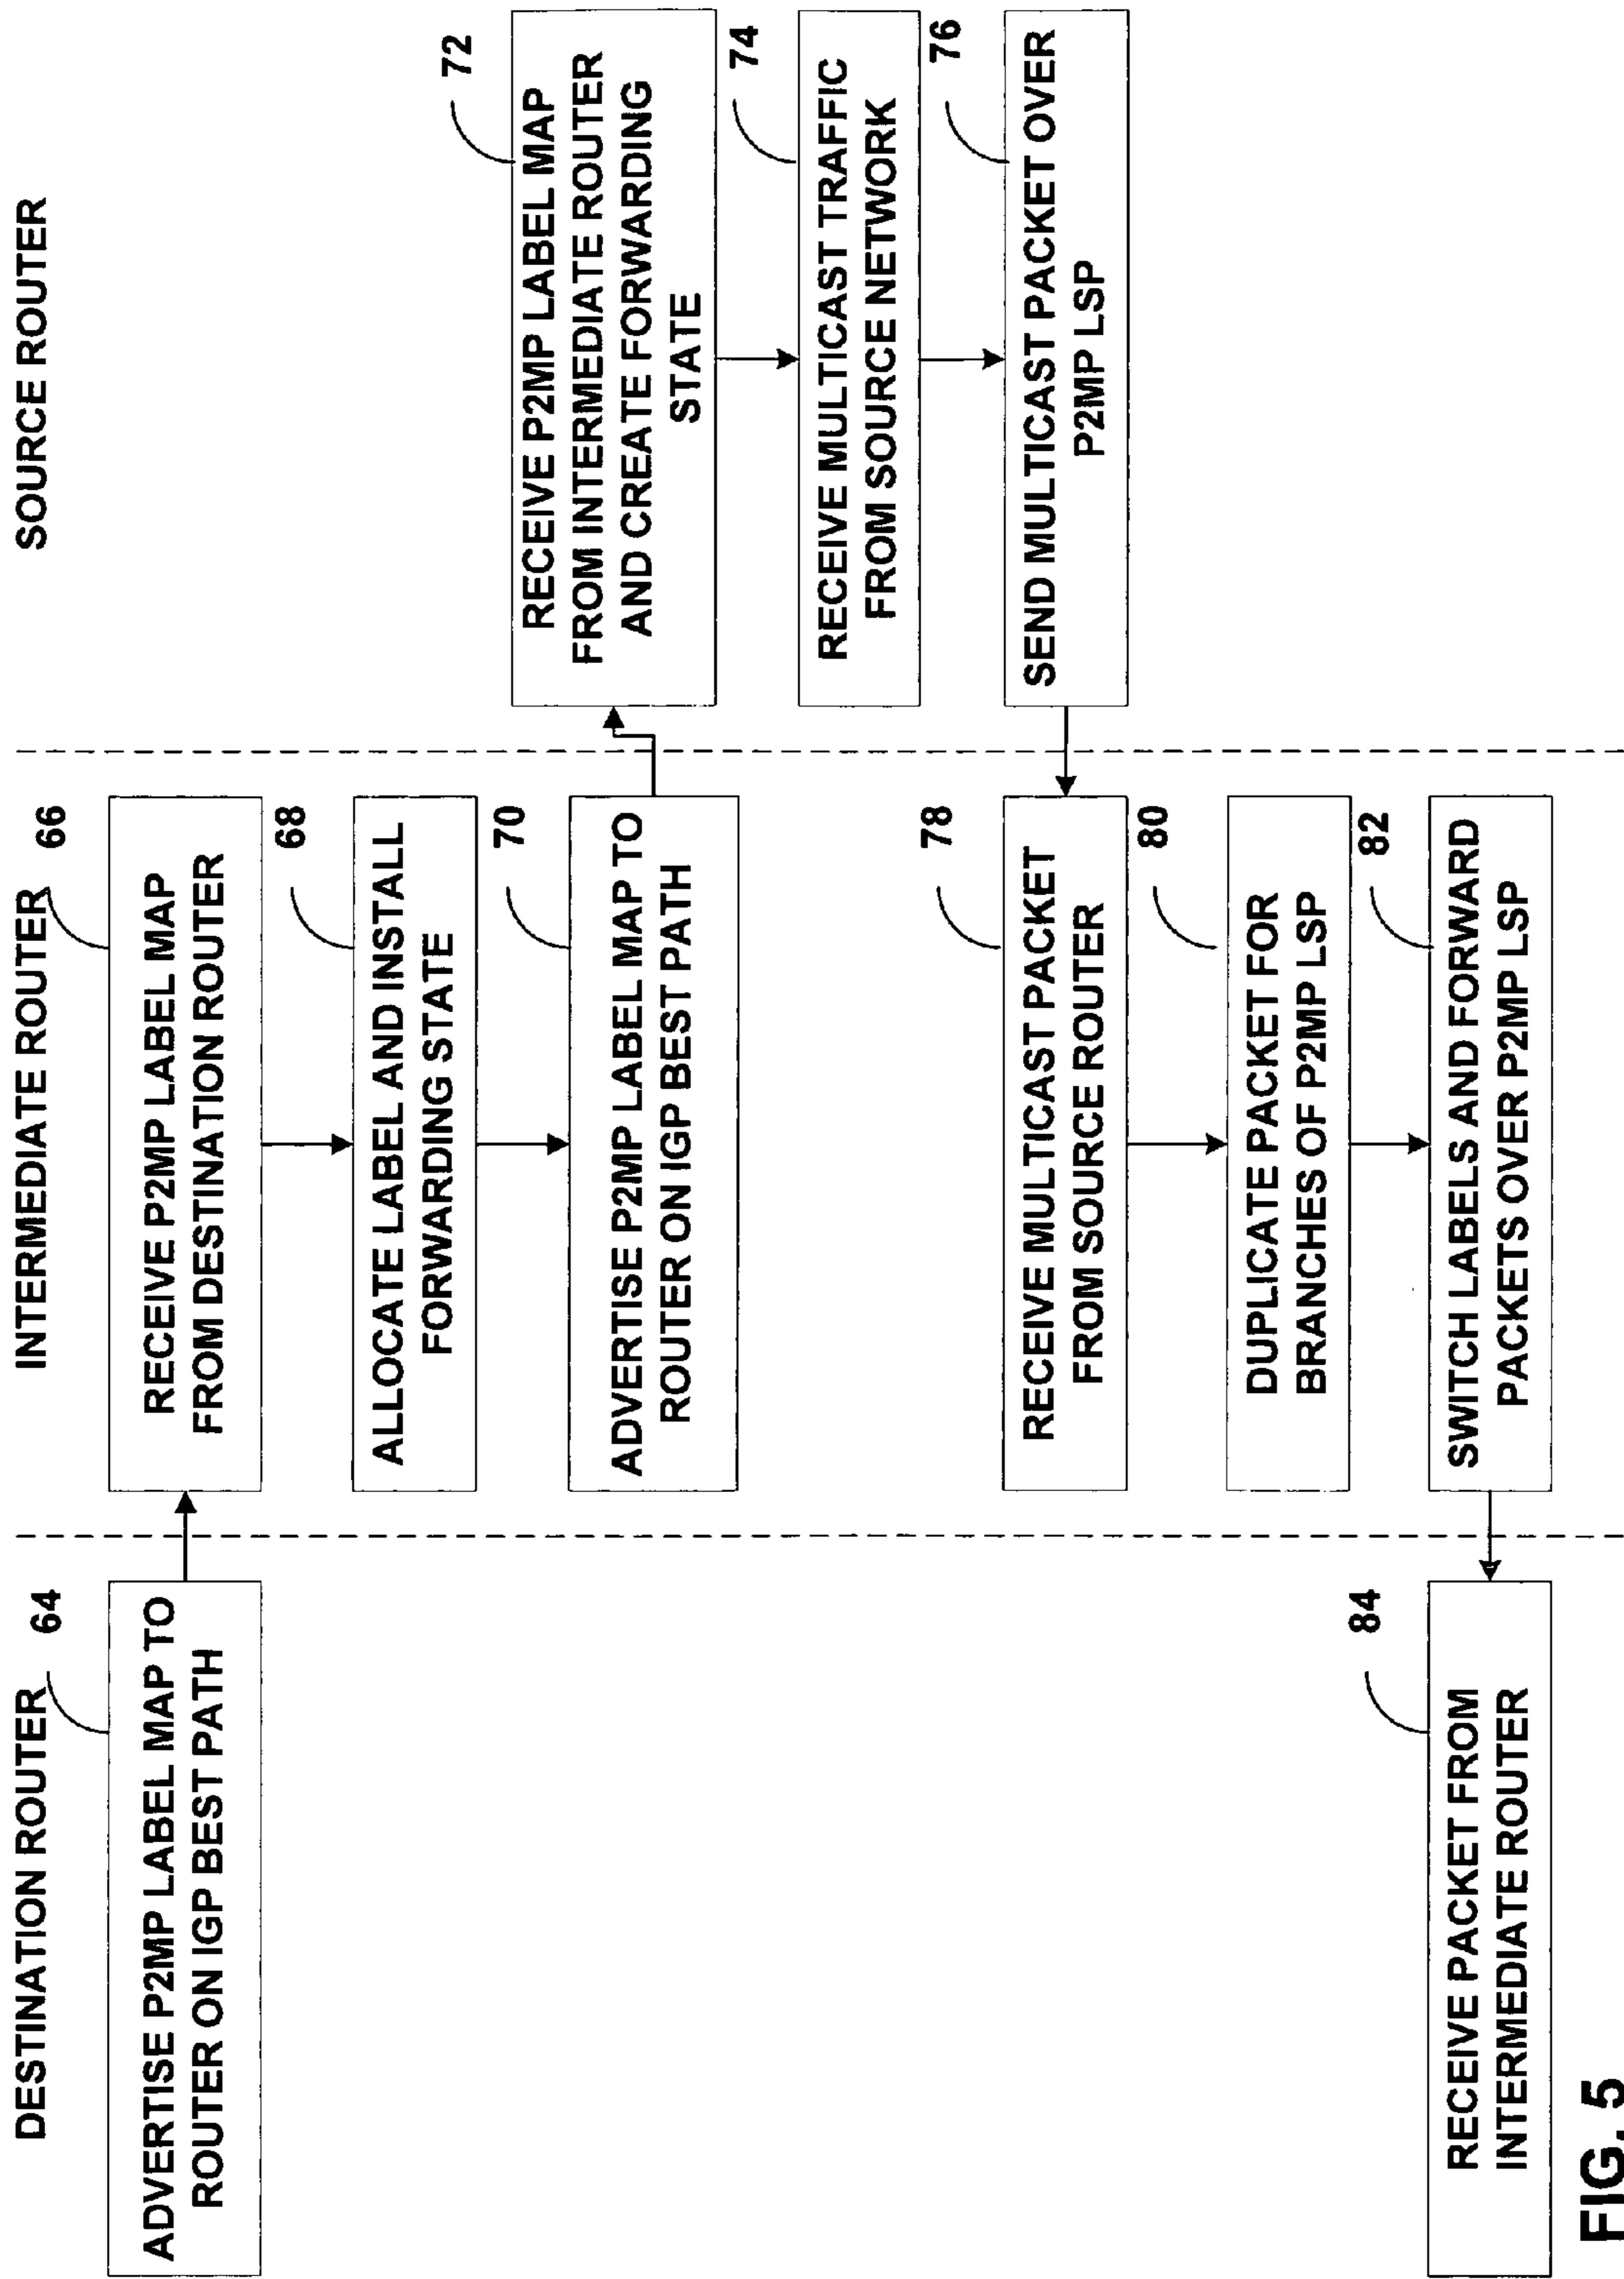 DESTINATION ROUTER
INTERMEDIATE ROUTER
SOURCE ROUTER
64
ADVERTISE P2MP LABEL MAP TO
ROUTER ON IGP BEST PATH
66
RECEIVE P2MP LABEL MAP
FROM DESTINATION ROUTER
68
ALLOCATE LABEL AND INSTALL
FORWARDING STATE
70
ADVERTISE P2MP LABEL MAP TO
ROUTER ON IGP BEST PATH
72
RECEIVE P2MP LABEL MAP
FROM INTERMEDIATE ROUTER
AND CREATE FORWARDING
STATE
74
RECEIVE MULTICAST TRAFFIC
FROM SOURCE NETWORK
76
SEND MULTICAST PACKET OVER
P2MP LSP
78
RECEIVE MULTICAST PACKET
FROM SOURCE ROUTER
80
DUPLICATE PACKET FOR
BRANCHES OF P2MP LSP
82
SWITCH LABELS AND FORWARD
PACKETS OVER P2MP LSP
84
RECEIVE PACKET FROM
INTERMEDIATE ROUTER
FIG. 5